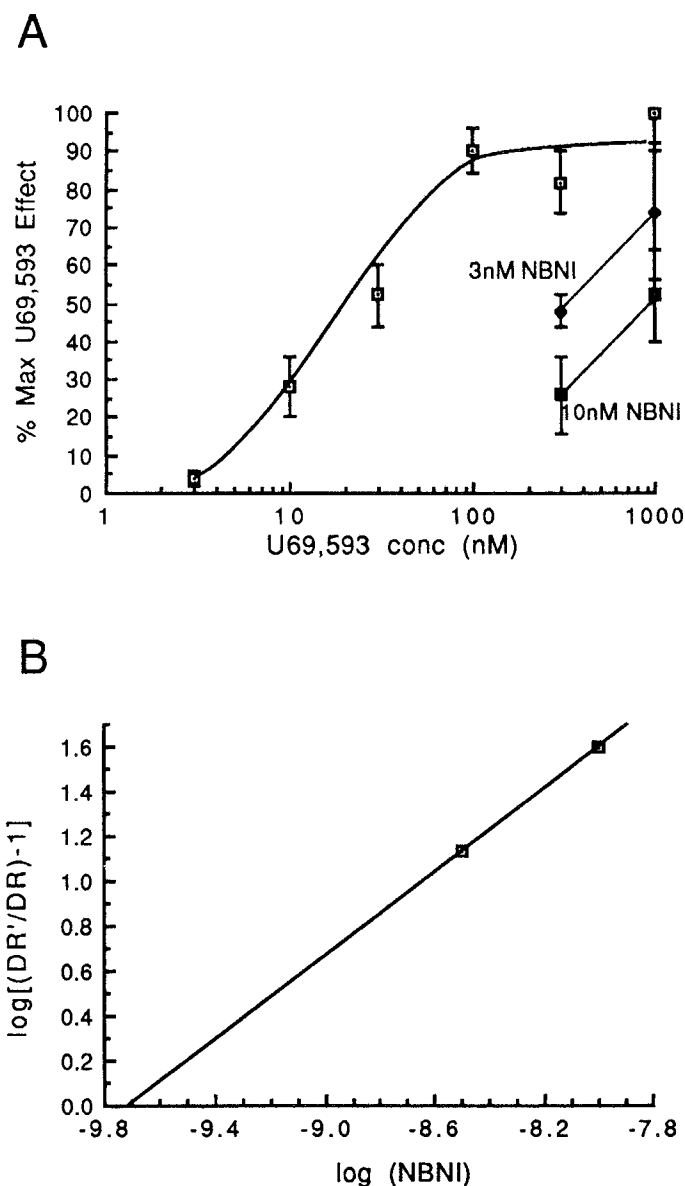 A
100
90
80
70
60
50
40
30
20
10
0
% Max U69,593 Effect
3nM NBNI
10nM NBNI
1 10 100 1000
U69,593 conc (nM)
B
1.6
1.4
1.2
1.0
0.8
0.6
0.4
0.2
0.0
log[(DR'/DR)-1]
-9.8 -9.4 -9.0 -8.6 -8.2 -7.8
log (NBNI)